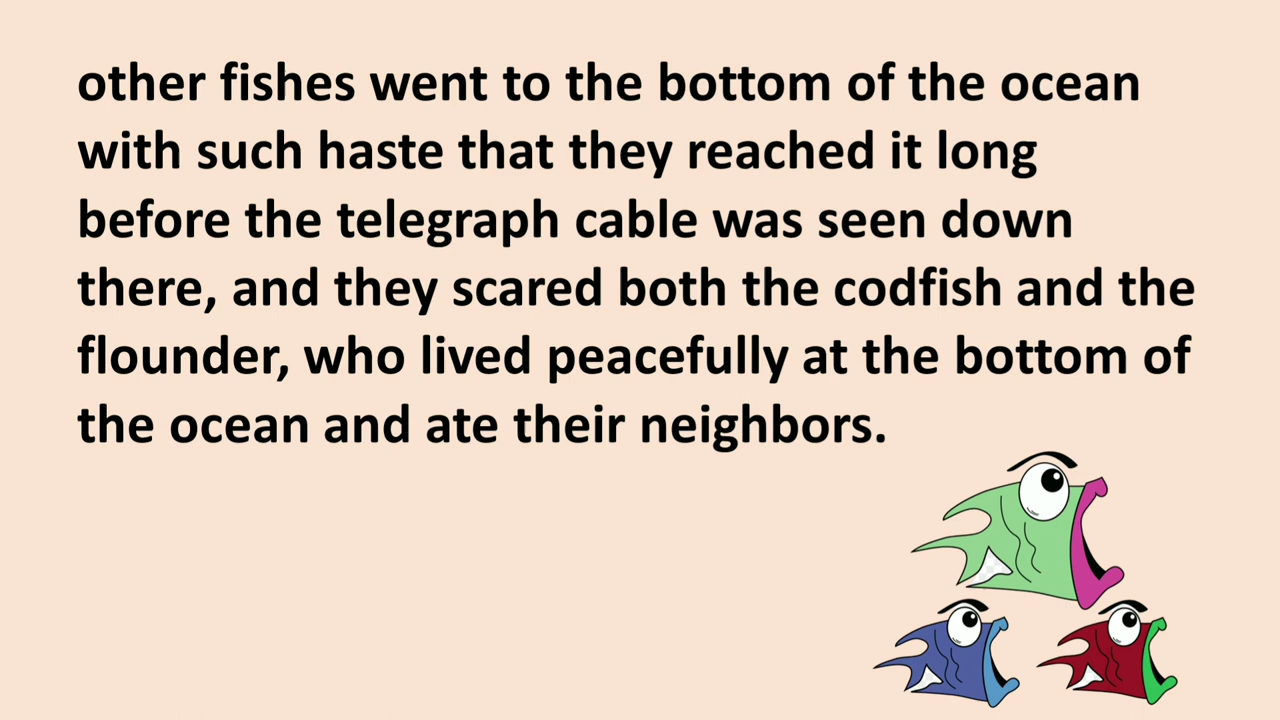 other fishes went to the bottom of the ocean
with such haste that they reached it long
before the telegraph cable was seen down
there, and they scared both the codfish and the
flounder, who lived peacefully at the bottom of
the ocean and ate their neighbors.